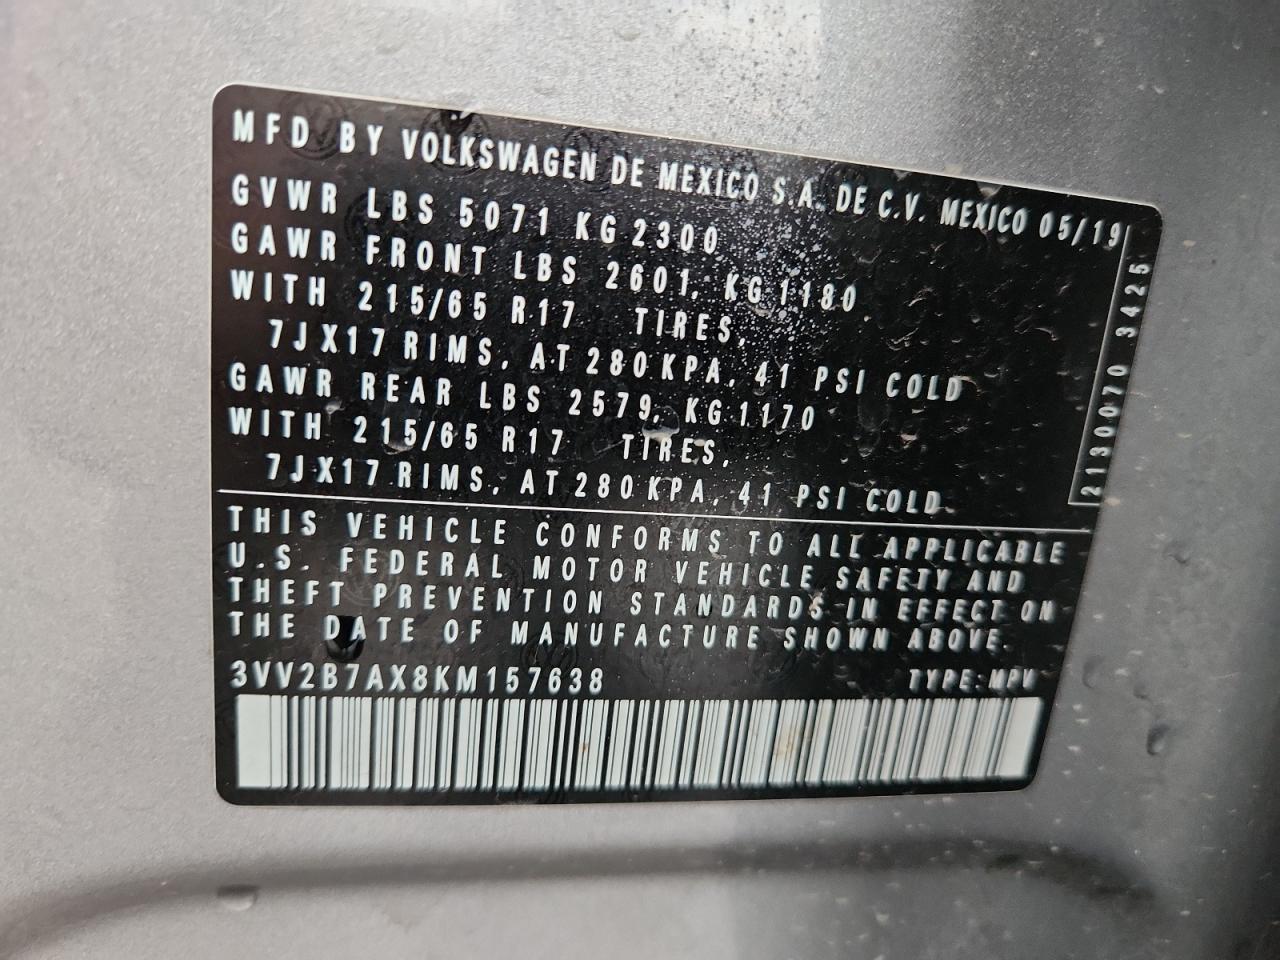 MFD BY VOLKSWAGEN DE MEXICO S.A. DE C.V. MEXICO 05/19
GVWR LBS 5071 KG 2300
GAWR FRONT LBS 2601, KG 1180
WITH 215/65 R17 TIRES,
7JX17 RIMS, AT 280 KPA, 41 PSI COLD
GAWR REAR LBS 2579, KG 1170
WITH 215/65 R17 TIRES,
7JX17 RIMS, AT 280 KPA, 41 PSI COLD.
2130070 3425
THIS VEHICLE CONFORMS TO ALL APPLICABLE
U.S. FEDERAL MOTOR VEHICLE SAFETY AND
THEFT PREVENTION STANDARDS IN EFFECT ON
THE DATE OF MANUFACTURE SHOWN ABOVE.
3VV2B7AX8KM157638 TYPE: MPV